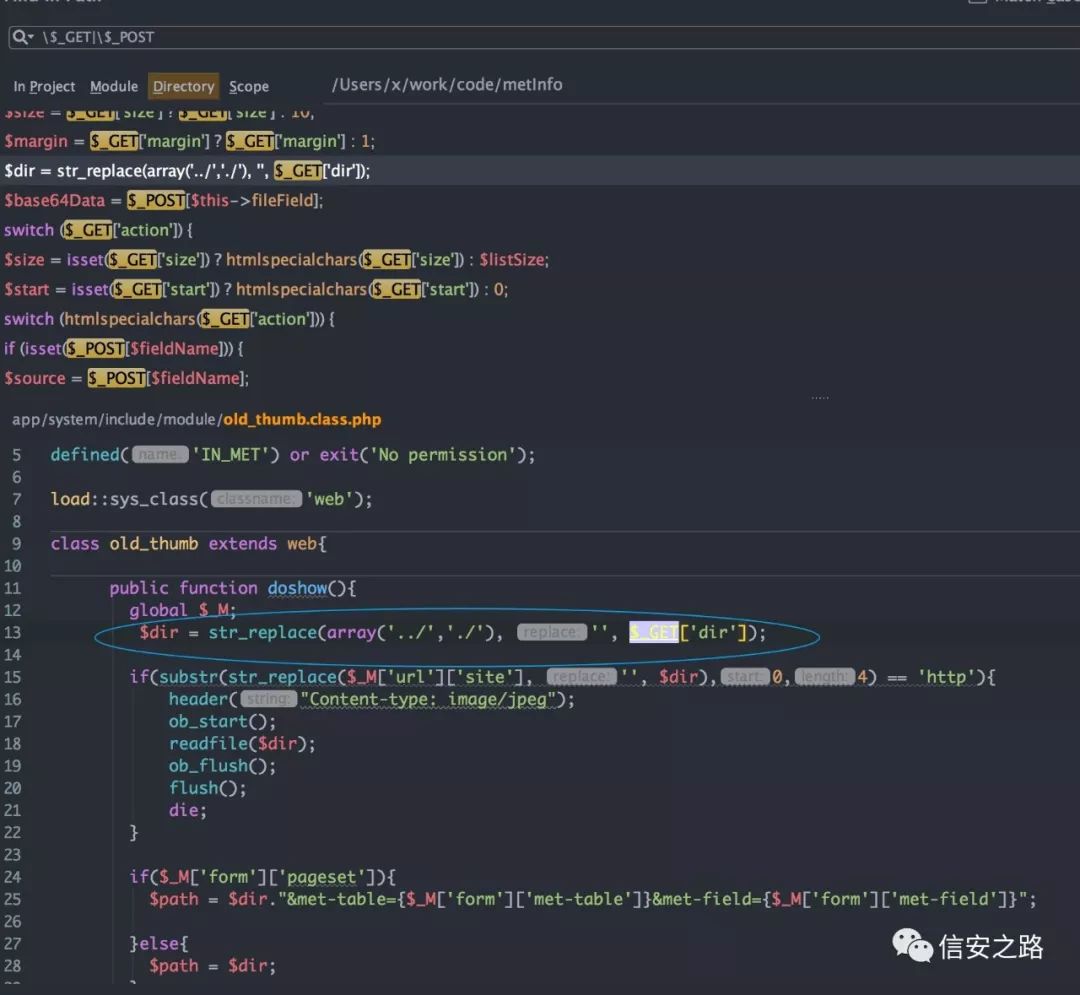 \$_GET|\$_POST
In Project Module Directory Scope /Users/x/work/code/metInfo
$size = $_GET['size'] ? $_GET['size'] : 10;
$margin = $_GET['margin'] ? $_GET['margin'] : 1;
$dir = str_replace(array('../','./'), '', $_GET['dir']);
$base64Data = $_POST[$this->fileField];
switch ($_GET['action']) {
$size = isset($_GET['size']) ? htmlspecialchars($_GET['size']) : $listSize;
$start = isset($_GET['start']) ? htmlspecialchars($_GET['start']) : 0;
switch (htmlspecialchars($_GET['action'])) {
if (isset($_POST[$fieldName])) {
$source = $_POST[$fieldName];
app/system/include/module/old_thumb.class.php
5 defined( name: 'IN_MET') or exit('No permission');
6
7 load::sys_class( classname: 'web');
8
9 class old_thumb extends web{
10
11 public function doshow(){
12 global $_M;
13 $dir = str_replace(array('../','./'), replace: '', $_GET['dir']);
14
15 if(substr(str_replace($_M['url']['site'], replace: '', $dir), start: 0, length: 4) == 'http'){
16 header( string: "Content-type: image/jpeg");
17 ob_start();
18 readfile($dir);
19 ob_flush();
20 flush();
21 die;
22 }
23
24 if($_M['form']['pageset']){
25 $path = $dir."&met-table={$_M['form']['met-table']}&met-field={$_M['form']['met-field']}";
26
27 }else{
28 $path = $dir;
信安之路